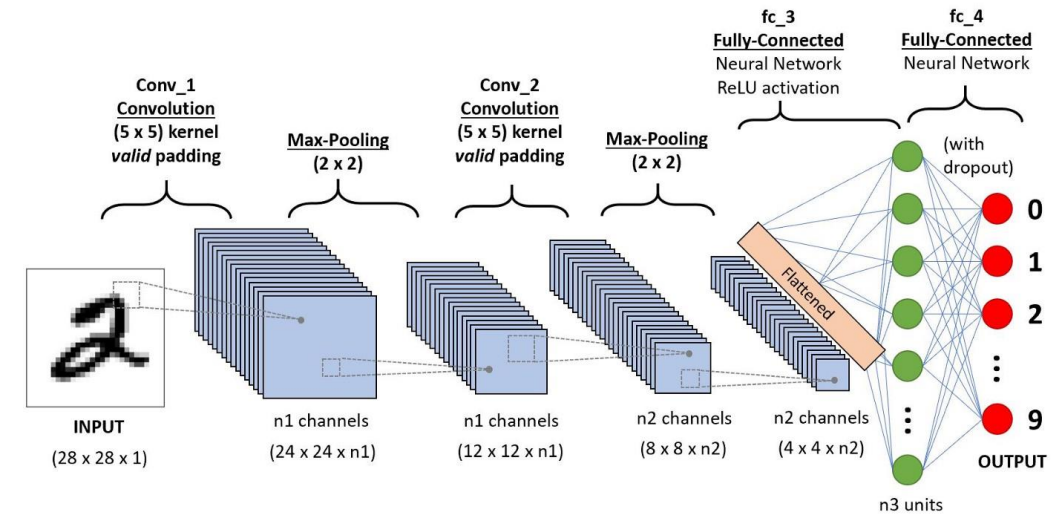 fc_3
Fully-Connected
Neural Network
ReLU activation
fc_4
Fully-Connected
Neural Network
Conv_1
Convolution
(5 x 5) kernel
valid padding
Max-Pooling
(2 x 2)
Conv_2
Convolution
(5 x 5) kernel
valid padding
Max-Pooling
(2 x 2)
(with
dropout)
0
1
2
9
Flattened
INPUT
(28 x 28 x 1)
n1 channels
(24 x 24 x n1)
n1 channels
(12 x 12 x n1)
n2 channels
(8 x 8 x n2)
n2 channels
(4 x 4 x n2)
OUTPUT
n3 units
2